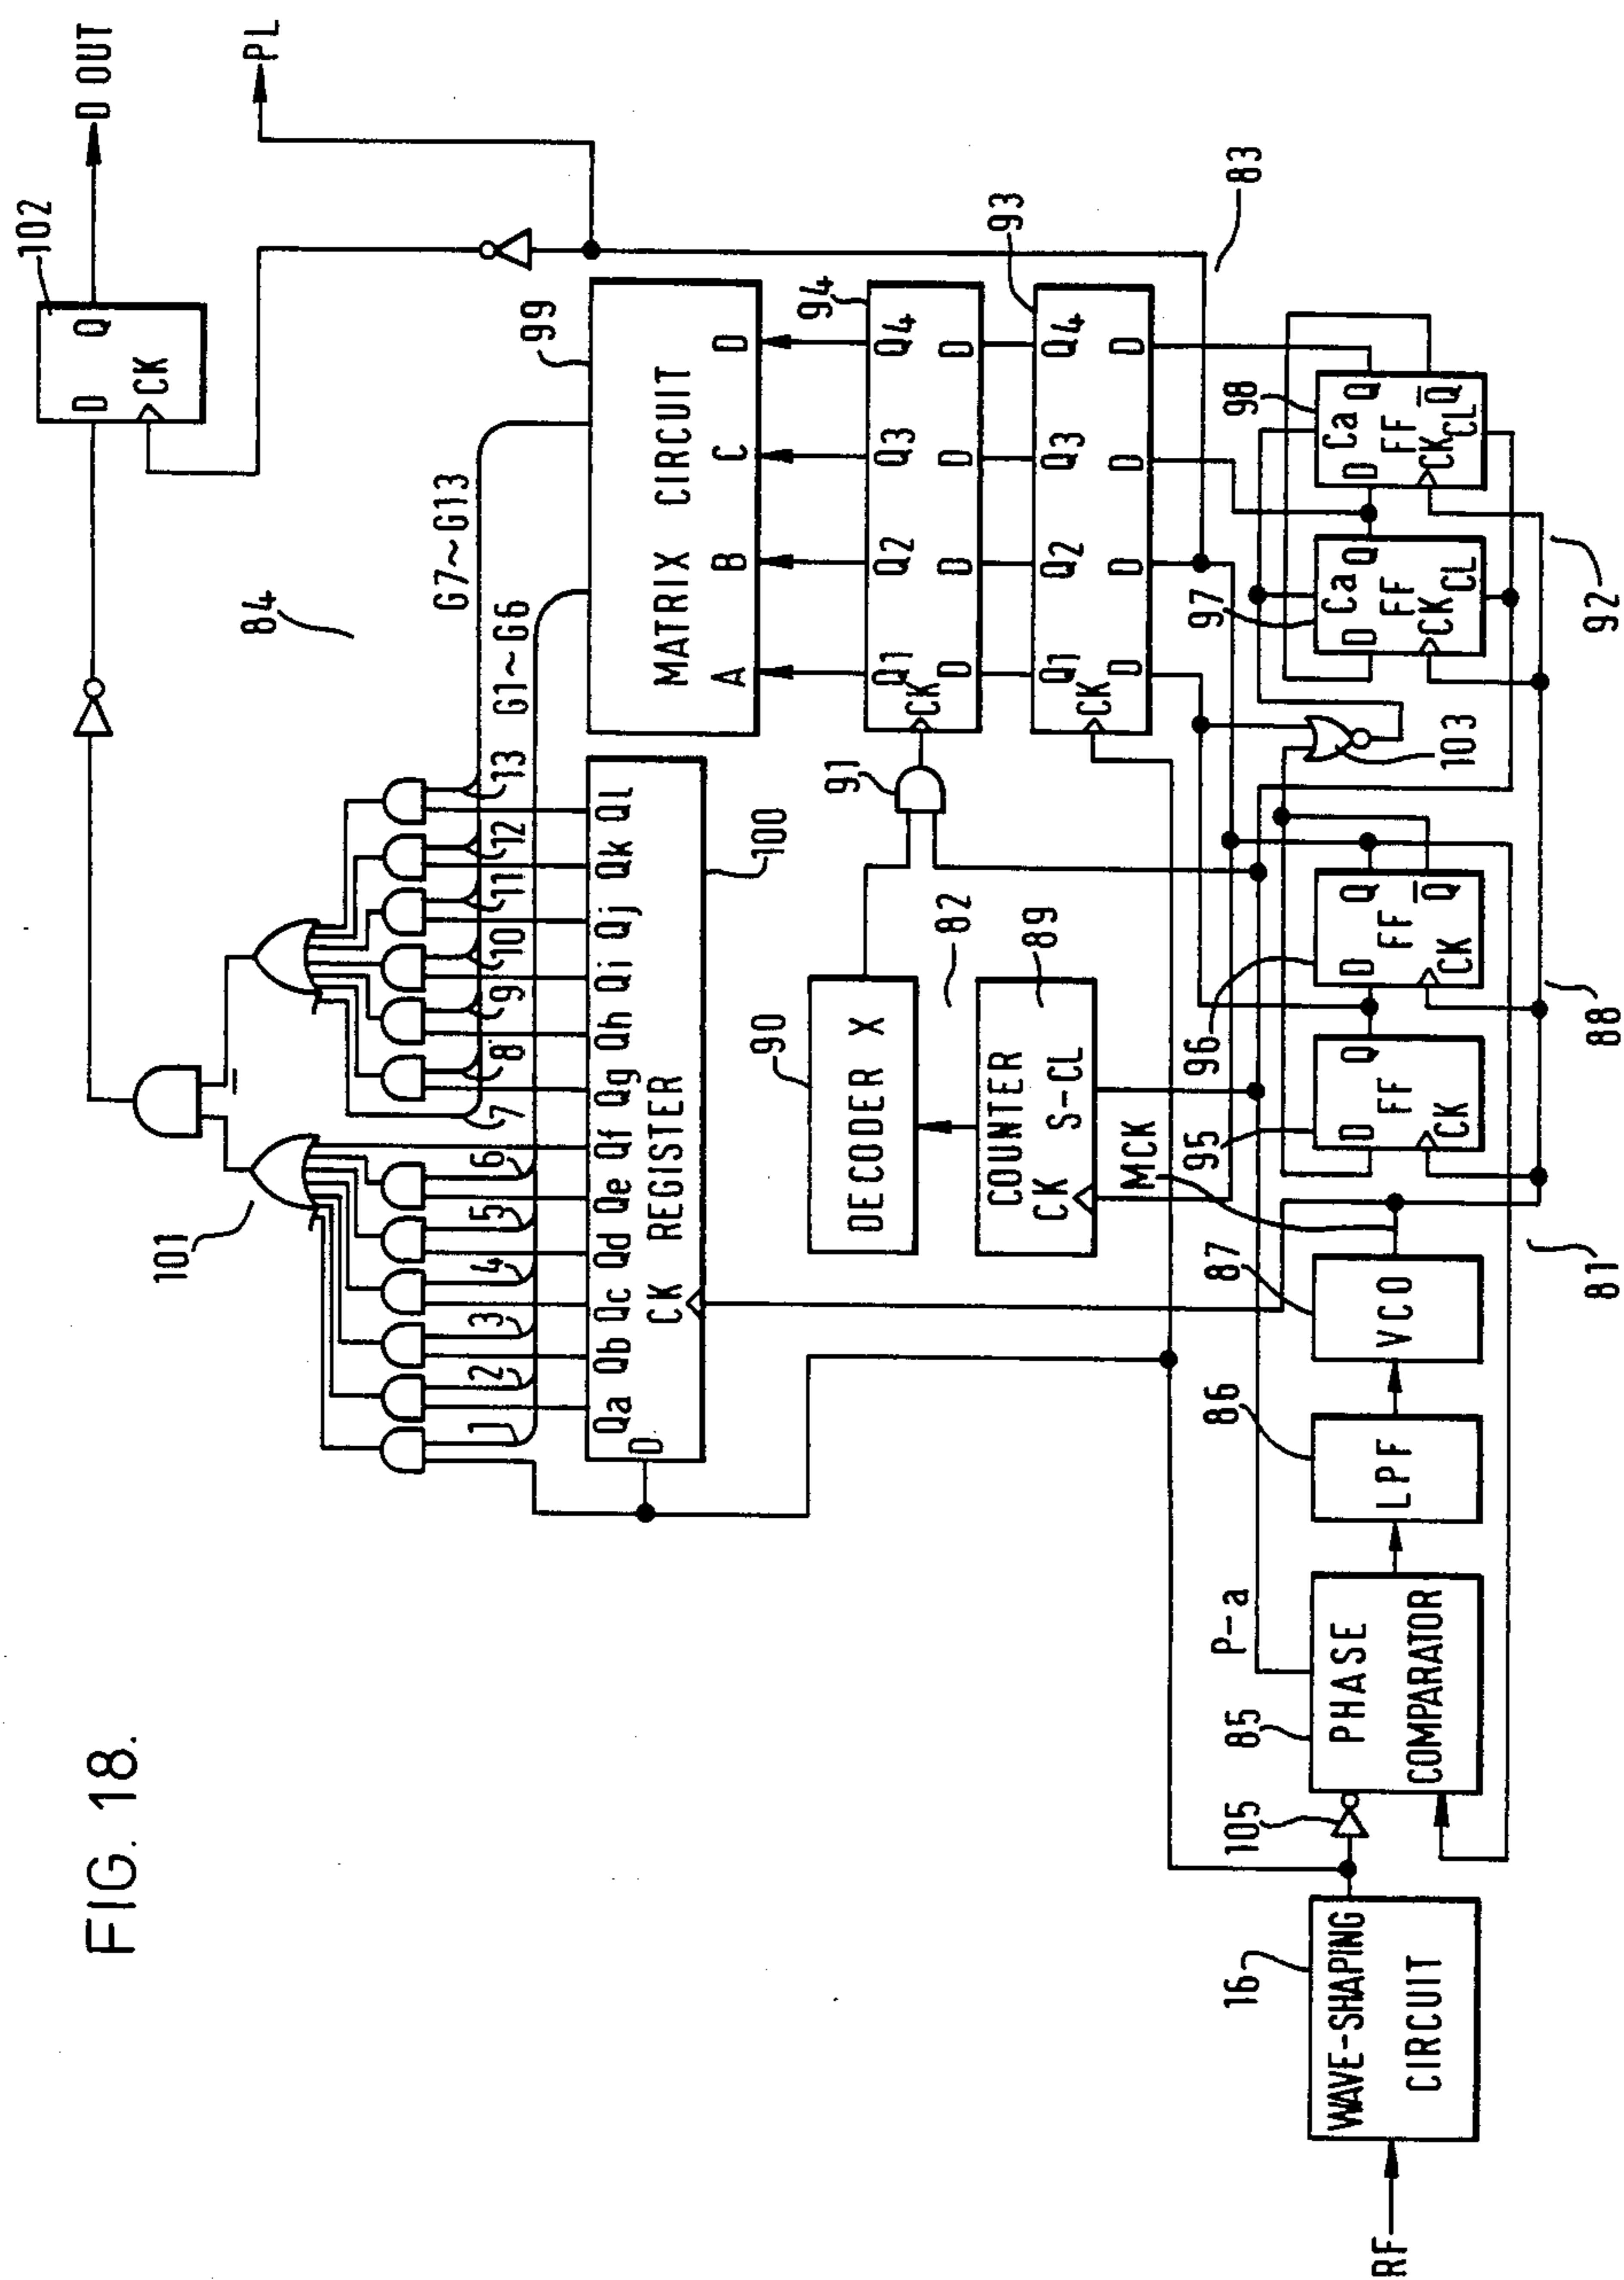 FIG. 18.
102
D Q
CK
D OUT
PL
84
101
G7~G13
G1~G6
1 2 3 4 5 6 7 8 9 10 11 12 13
Qa Qb Qc Qd Qe Qf Qg Qh Qi Qj Qk Ql
D
CK REGISTER
100
99
MATRIX CIRCUIT
A B C D
91
94
Q1 Q2 Q3 Q4
CK
D D D D
93
Q1 Q2 Q3 Q4
CK
D D D D
83
90
DECODER X
82
89
COUNTER
CK S-CL
MCK
RF
16
WAVE-SHAPING
CIRCUIT
105
85
P-a
PHASE
COMPARATOR
86
LPF
87
VCO
81
95
D Q
FF
CK
96
D Q
FF
Q
CK
88
103
97
Ca
D Q
FF
CK CL
98
Ca
D Q
FF
CK Q
CL
92